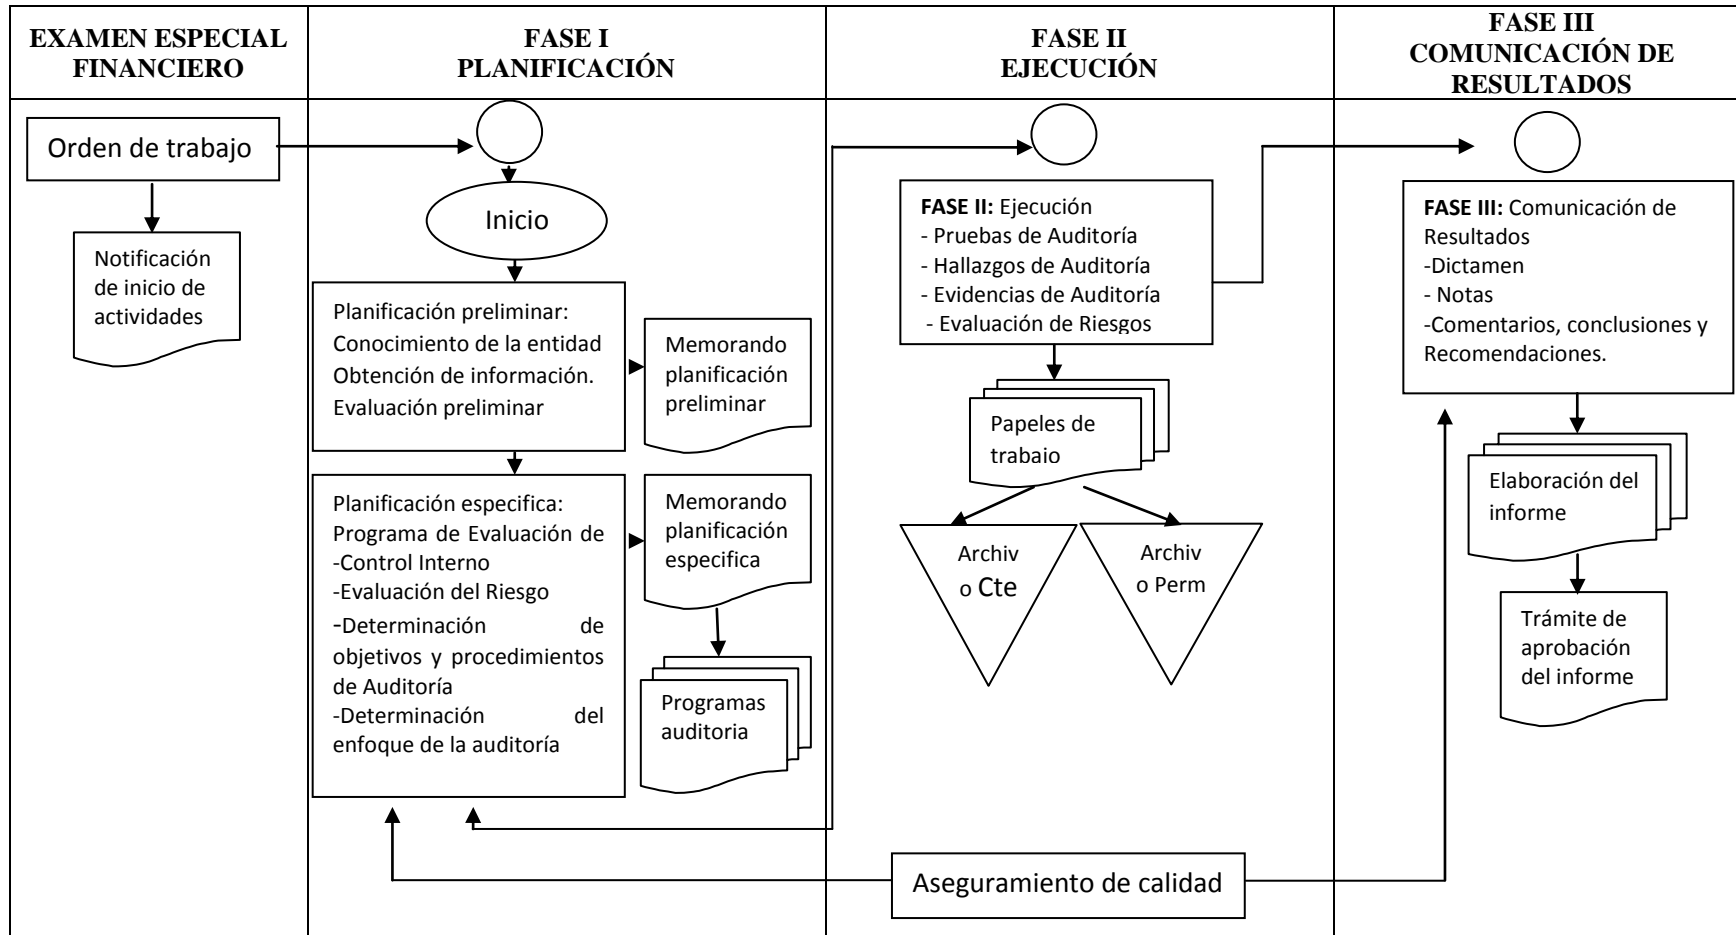 EXAMEN ESPECIAL
FINANCIERO
FASE I
PLANIFICACIÓN
FASE II
EJECUCIÓN
FASE III
COMUNICACIÓN DE
RESULTADOS
Orden de trabajo
Notificación
de inicio de
actividades
Inicio
Planificación preliminar:
Conocimiento de la entidad
Obtención de información.
Evaluación preliminar
Memorando
planificación
preliminar
Planificación especifica:
Programa de Evaluación de
-Control Interno
-Evaluación del Riesgo
-Determinación de
objetivos y procedimientos
de Auditoría
-Determinación del
enfoque de la auditoría
Memorando
planificación
especifica
Programas
auditoria
FASE II: Ejecución
- Pruebas de Auditoría
- Hallazgos de Auditoría
- Evidencias de Auditoría
- Evaluación de Riesgos
Papeles de
trabajo
Archiv
o Cte
Archiv
o Perm
FASE III: Comunicación de
Resultados
-Dictamen
- Notas
-Comentarios, conclusiones y
Recomendaciones.
Elaboración del
informe
Trámite de
aprobación
del informe
Aseguramiento de calidad